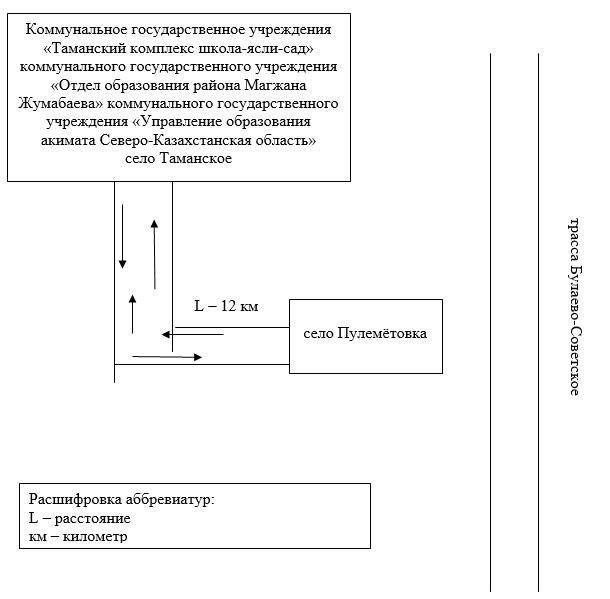 Коммунальное государственное учреждения
«Таманский комплекс школа-ясли-сад»
коммунального государственного учреждения
«Отдел образования района Магжана
Жумабаева» коммунального государственного
учреждения «Управление образования
акимата Северо-Казахстанская область»
село Таманское
L – 12 км
село Пулемётовка
трасса Булаево-Советское
Расшифровка аббревиатур:
L – расстояние
км – километр